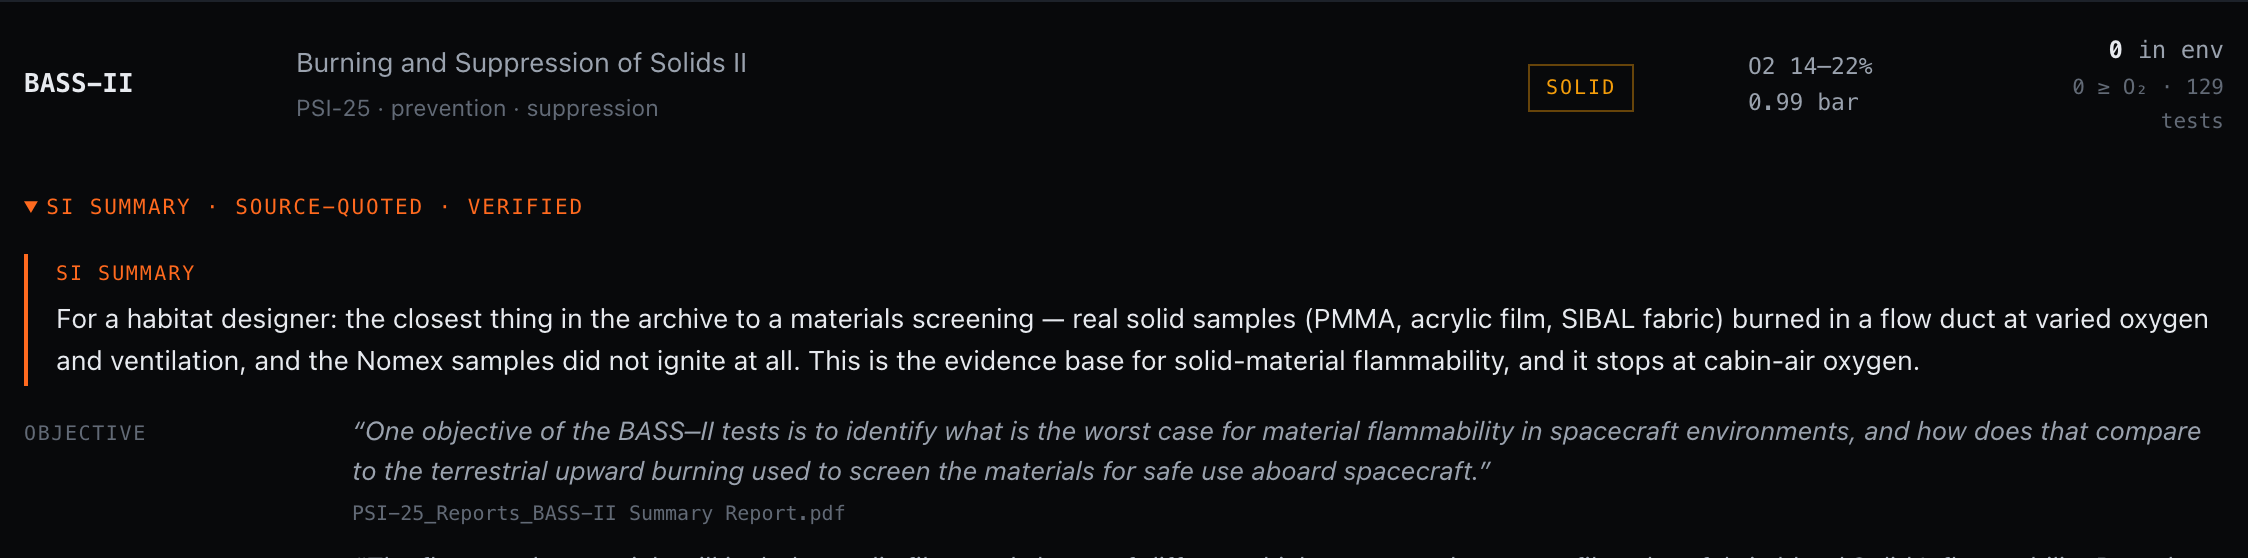 BASS–II
Burning and Suppression of Solids II
PSI-25 · prevention · suppression
SOLID
O2 14–22%
0.99 bar
0 in env
0 ≥ O₂ · 129
tests
▼ SI SUMMARY · SOURCE–QUOTED · VERIFIED
SI SUMMARY
For a habitat designer: the closest thing in the archive to a materials screening — real solid samples (PMMA, acrylic film, SIBAL fabric) burned in a flow duct at varied oxygen
and ventilation, and the Nomex samples did not ignite at all. This is the evidence base for solid-material flammability, and it stops at cabin-air oxygen.
OBJECTIVE
“One objective of the BASS–II tests is to identify what is the worst case for material flammability in spacecraft environments, and how does that compare
to the terrestrial upward burning used to screen the materials for safe use aboard spacecraft.”
PSI–25_Reports_BASS–II Summary Report.pdf